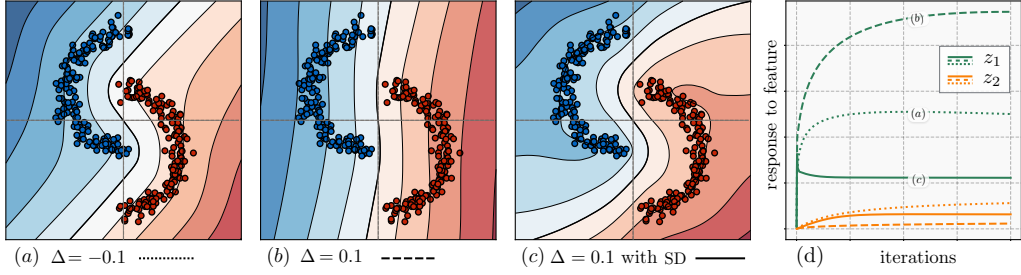 (b)
z₁
z₂
(a)
(c)
response to feature
(a) Δ = −0.1
(b) Δ = 0.1
(c) Δ = 0.1 with SD
(d)
iterations